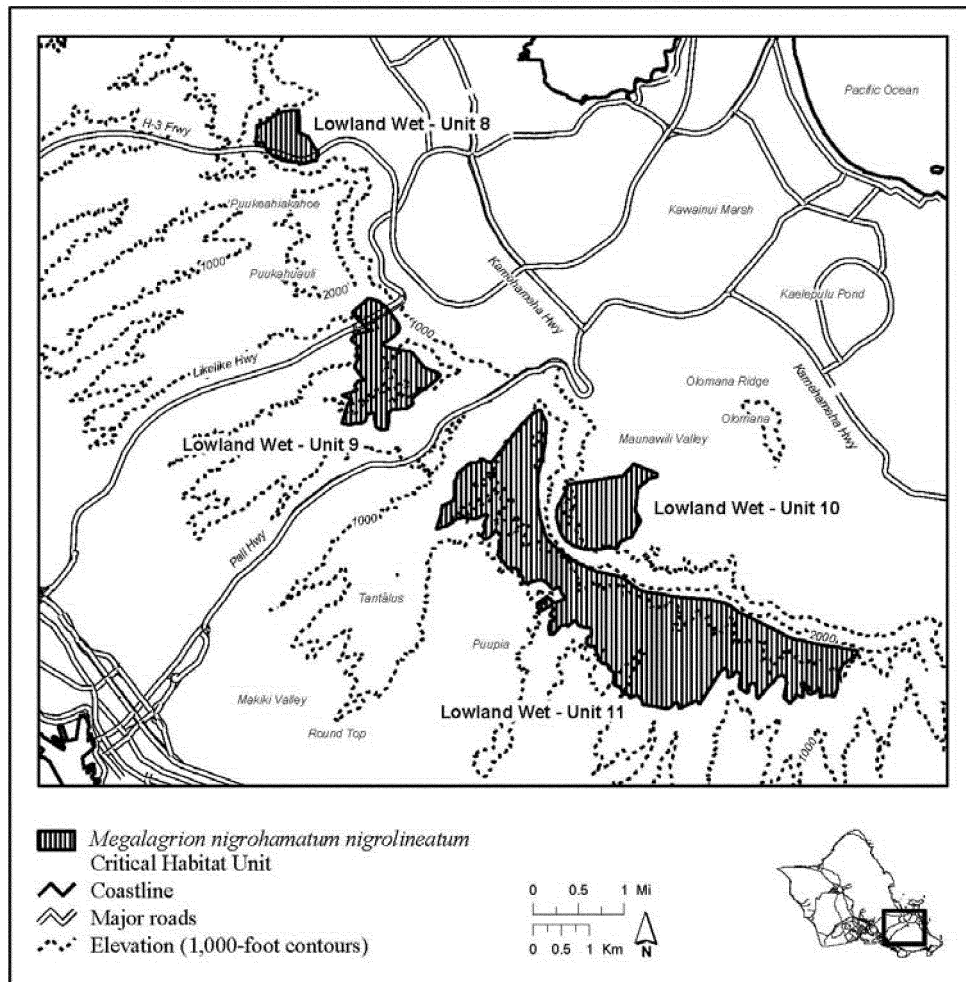 Pacific Ocean
H-3 Frwy
Lowland Wet - Unit 8
Puukeahiakahoe
Kawainui Marsh
1000
Puukahuauli
2000
Kamehameha Hwy
Kaelepulu Pond
1000
Likelike Hwy
Olomana Ridge
Kamehameha Hwy
Olomana
Lowland Wet - Unit 9
Maunawili Valley
1000
Lowland Wet - Unit 10
Pali Hwy
Tantalus
2000
Puupia
Makiki Valley
Lowland Wet - Unit 11
Round Top
1000
Megalagrion nigrohamatum nigrolineatum
Critical Habitat Unit
Coastline
Major roads
Elevation (1,000-foot contours)
0 0.5 1 Mi
0 0.5 1 Km
N